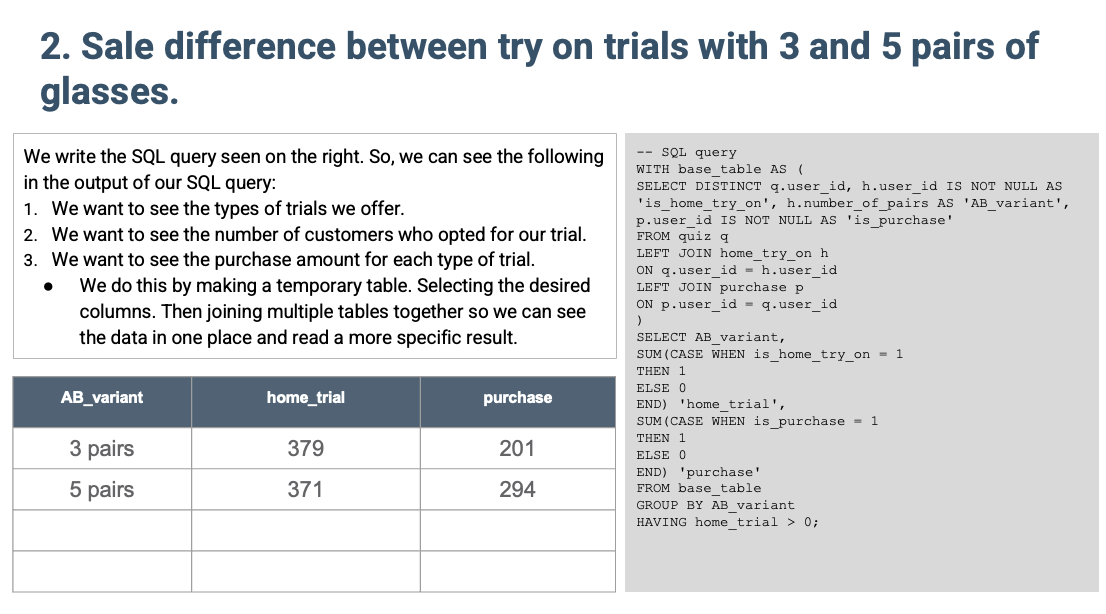 2. Sale difference between try on trials with 3 and 5 pairs of
glasses.
We write the SQL query seen on the right. So, we can see the following
in the output of our SQL query:
1. We want to see the types of trials we offer.
2. We want to see the number of customers who opted for our trial.
3. We want to see the purchase amount for each type of trial.
● We do this by making a temporary table. Selecting the desired
columns. Then joining multiple tables together so we can see
the data in one place and read a more specific result.
AB_variant home_trial purchase
3 pairs 379 201
5 pairs 371 294
-- SQL query
WITH base_table AS (
SELECT DISTINCT q.user_id, h.user_id IS NOT NULL AS
'is_home_try_on', h.number_of_pairs AS 'AB_variant',
p.user_id IS NOT NULL AS 'is_purchase'
FROM quiz q
LEFT JOIN home_try_on h
ON q.user_id = h.user_id
LEFT JOIN purchase p
ON p.user_id = q.user_id
)
SELECT AB_variant,
SUM(CASE WHEN is_home_try_on = 1
THEN 1
ELSE 0
END) 'home_trial',
SUM(CASE WHEN is_purchase = 1
THEN 1
ELSE 0
END) 'purchase'
FROM base_table
GROUP BY AB_variant
HAVING home_trial > 0;